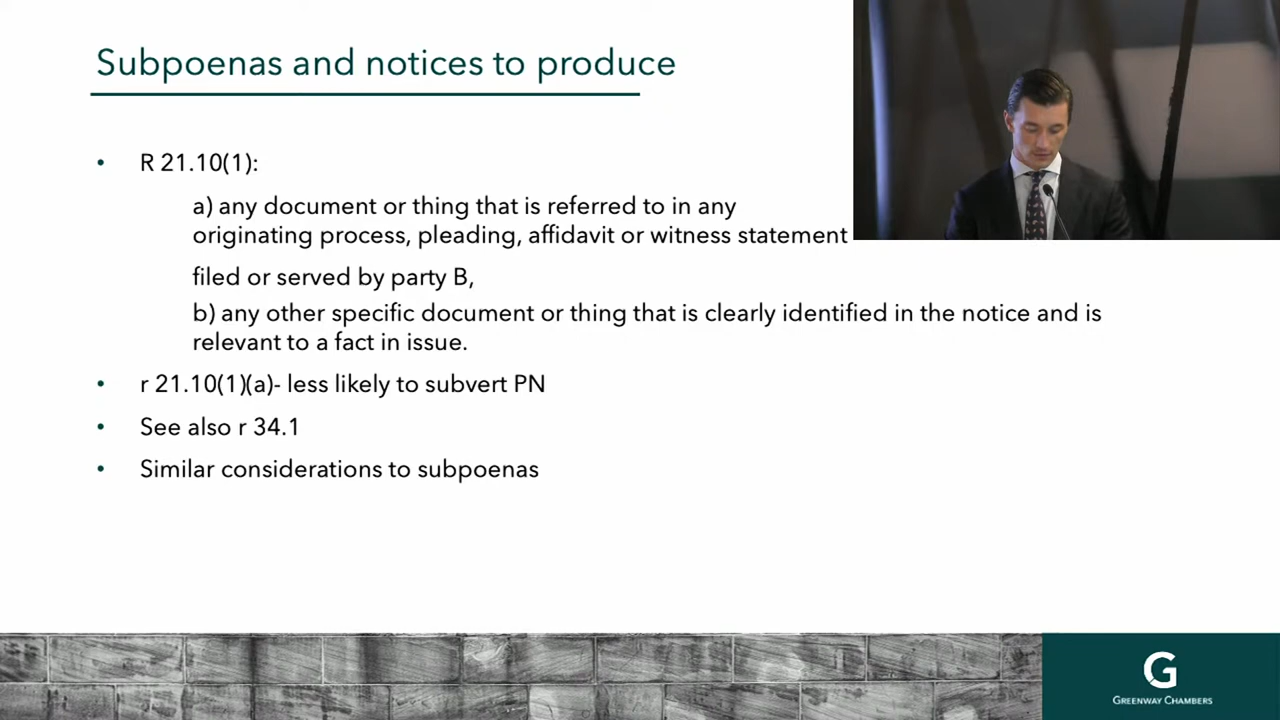 Subpoenas and notices to produce
• R 21.10(1):
a) any document or thing that is referred to in any
originating process, pleading, affidavit or witness statement
filed or served by party B,
b) any other specific document or thing that is clearly identified in the notice and is
relevant to a fact in issue.
• r 21.10(1)(a)- less likely to subvert PN
• See also r 34.1
• Similar considerations to subpoenas
G
GREENWAY CHAMBERS